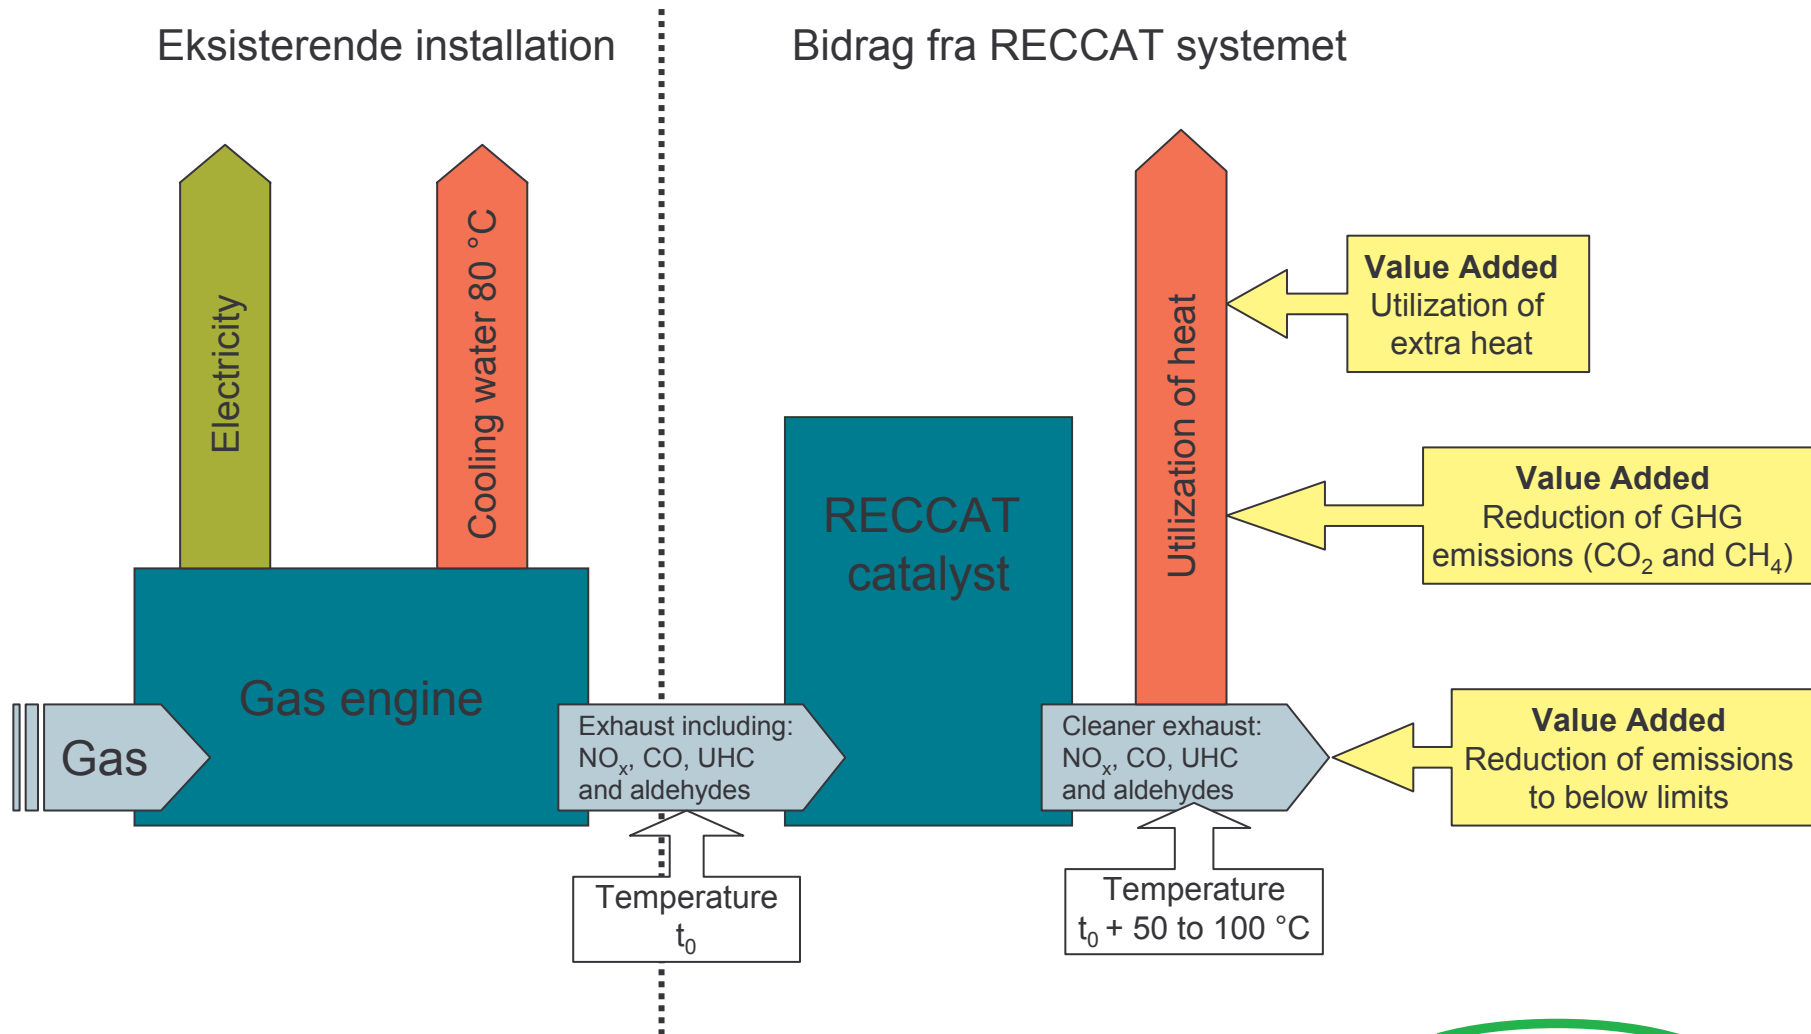 Eksisterende installation
Bidrag fra RECCAT systemet
Electricity
Cooling water 80 °C
Utilization of heat
Value Added
Utilization of
extra heat
Value Added
Reduction of GHG
emissions (CO₂ and CH₄)
RECCAT
catalyst
Gas engine
Gas
Exhaust including:
NOₓ, CO, UHC
and aldehydes
Cleaner exhaust:
NOₓ, CO, UHC
and aldehydes
Value Added
Reduction of emissions
to below limits
Temperature
t₀
Temperature
t₀ + 50 to 100 °C